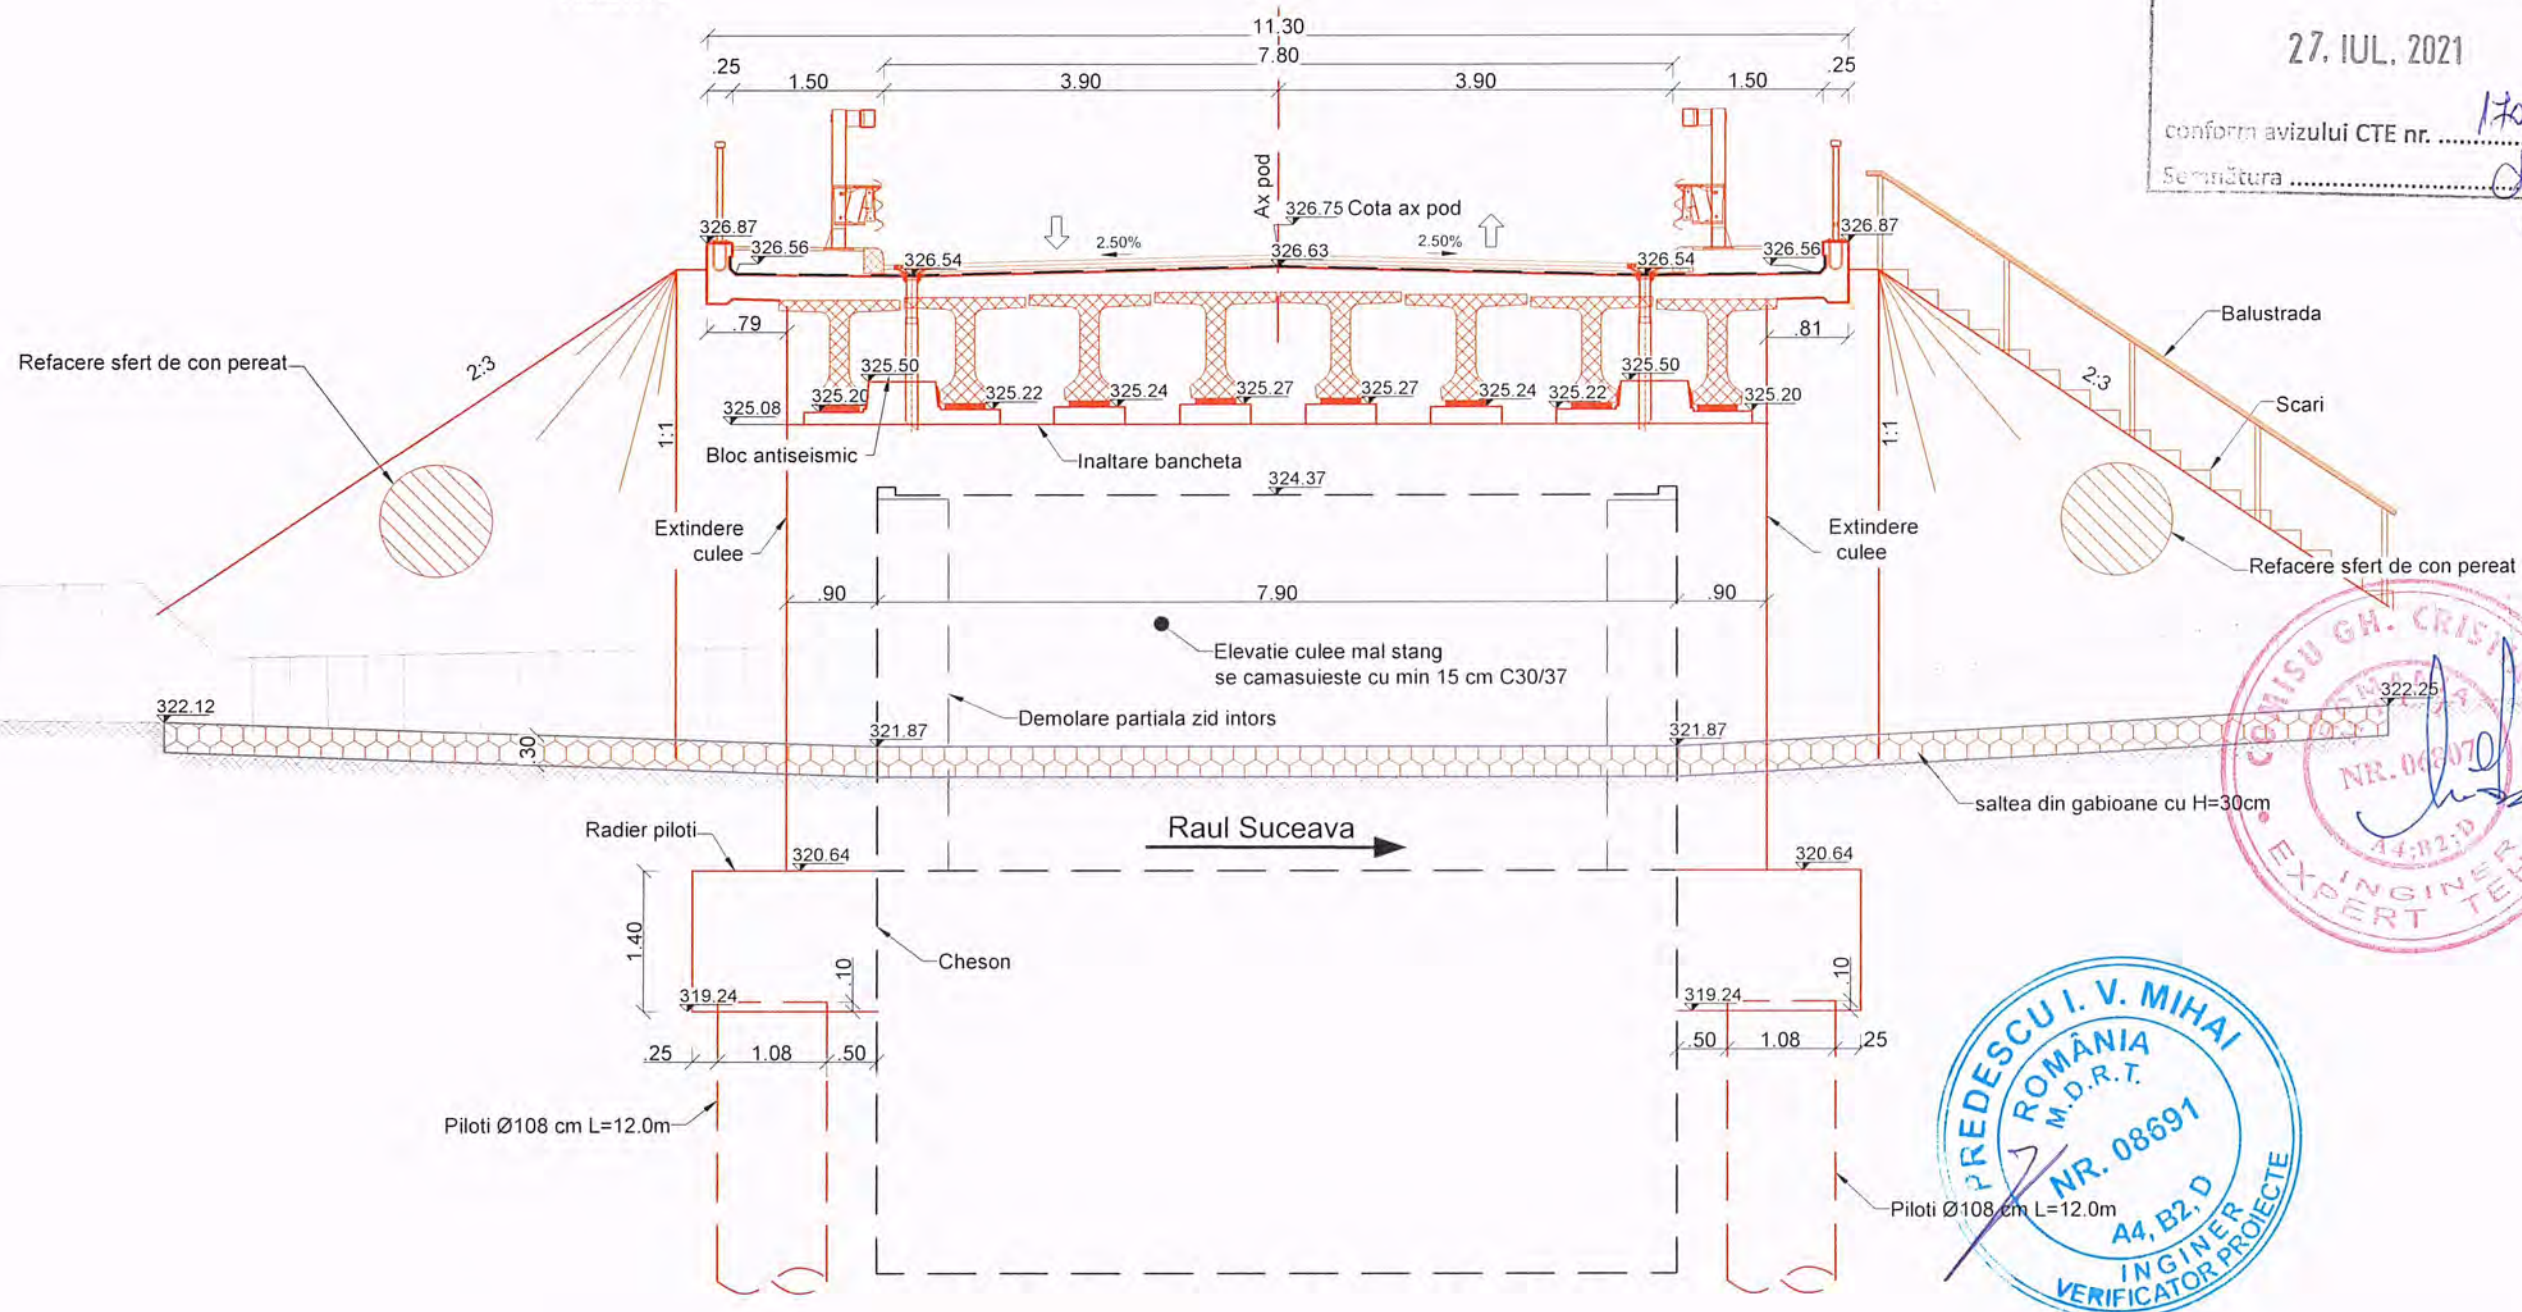 11.30
7.80
.25
1.50
3.90
3.90
1.50
.25
27. IUL. 2021
conform avizului CTE nr.
Semnătura
Ax pod
326.75 Cota ax pod
326.87
326.56
326.54
2.50%
326.63
2.50%
326.54
326.56
326.87
.79
.81
Balustrada
Refacere sfert de con pereat
2:3
1:1
325.08
325.20
325.50
325.22
325.24
325.27
325.27
325.24
325.22
325.50
325.20
1:1
2:3
Scari
Bloc antiseismic
Inaltare bancheta
324.37
Extindere
culee
Extindere
culee
Refacere sfert de con pereat
.90
7.90
.90
Elevatie culee mal stang
se camasuieste cu min 15 cm C30/37
Demolare partiala zid intors
322.12
.30
321.87
321.87
322.25
saltea din gabioane cu H=30cm
Radier piloti
Raul Suceava
320.64
320.64
1.40
Cheson
.10
.10
319.24
319.24
.25
1.08
.50
.50
1.08
.25
Piloti Ø108 cm L=12.0m
Piloti Ø108 cm L=12.0m
COMISU GH.
NR. 06807
A4;B2;D
INGINER
EXPERT
PREDESCU I. V. MIHAI
ROMÂNIA
M.D.R.T.
NR. 08691
A4, B2, D
INGINER
VERIFICATOR PROIECTE